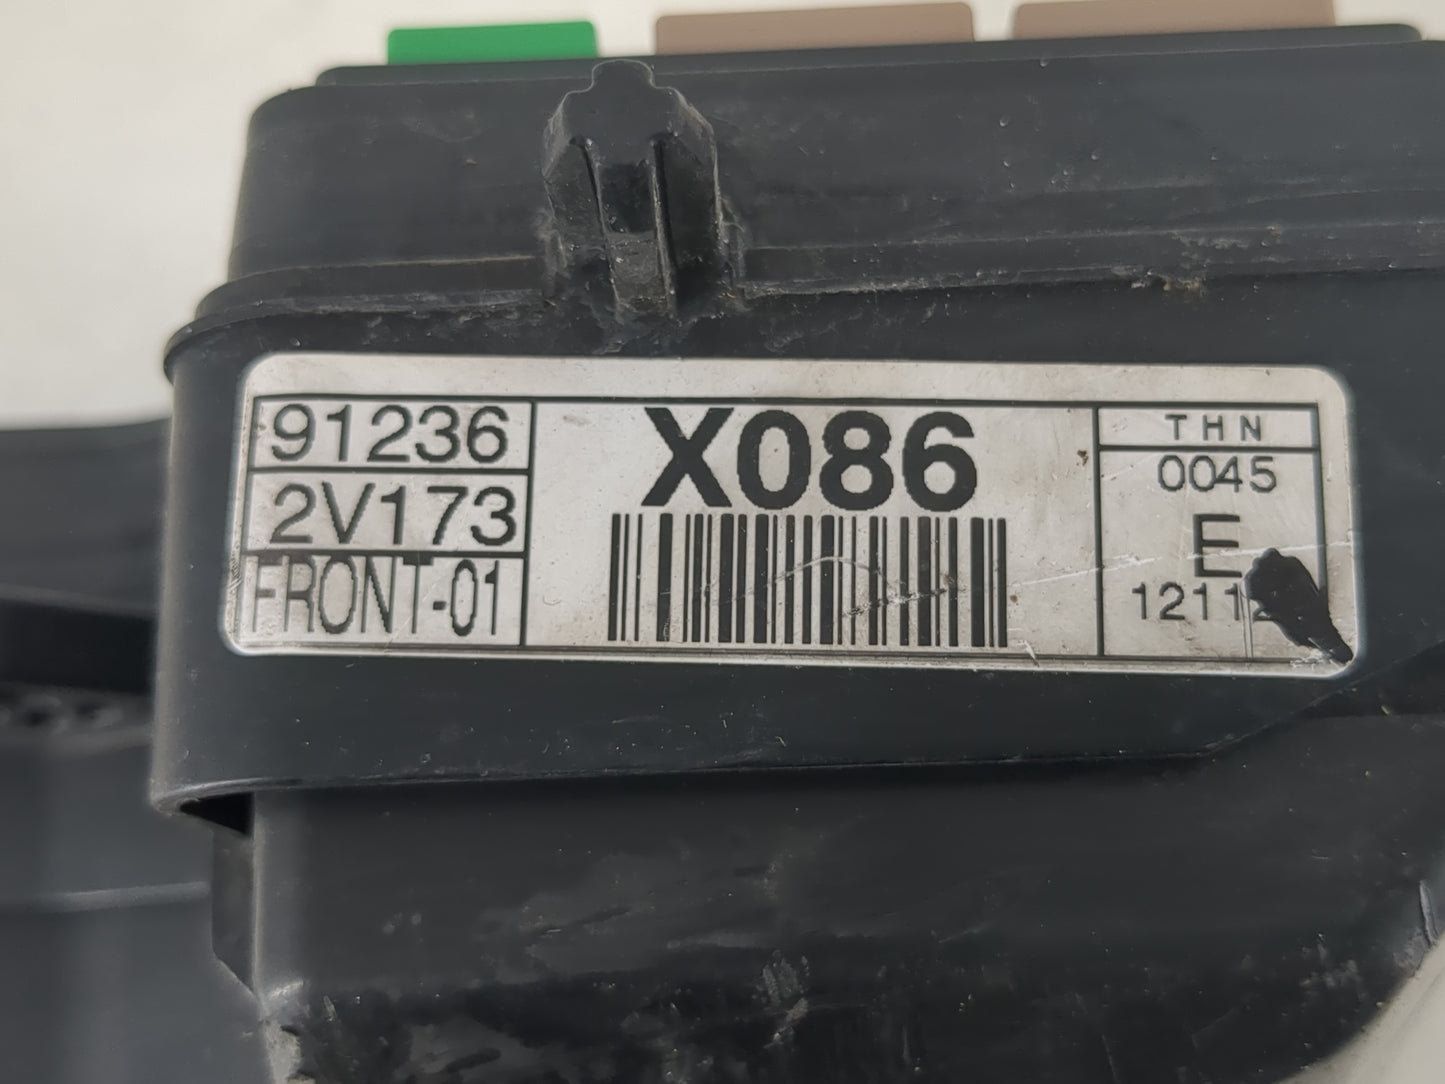 91236
2V173
FRONT-01
X086
THN
0045
E